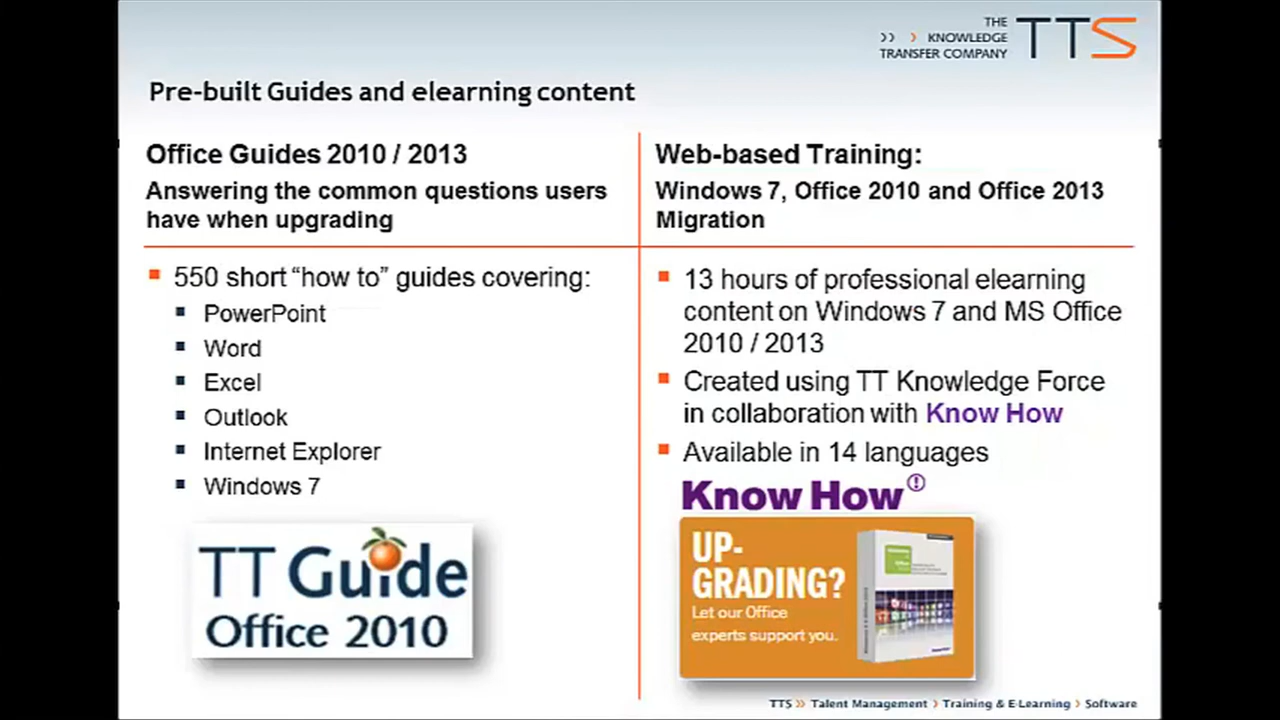 THE
KNOWLEDGE
TRANSFER COMPANY
TTS
Pre-built Guides and elearning content
Office Guides 2010 / 2013
Answering the common questions users
have when upgrading
550 short “how to” guides covering:
PowerPoint
Word
Excel
Outlook
Internet Explorer
Windows 7
TT Guide
Office 2010
Web-based Training:
Windows 7, Office 2010 and Office 2013
Migration
13 hours of professional elearning
content on Windows 7 and MS Office
2010 / 2013
Created using TT Knowledge Force
in collaboration with Know How
Available in 14 languages
Know How
UP-
GRADING?
Let our Office
experts support you.
TTS Talent Management Training & E-Learning Software